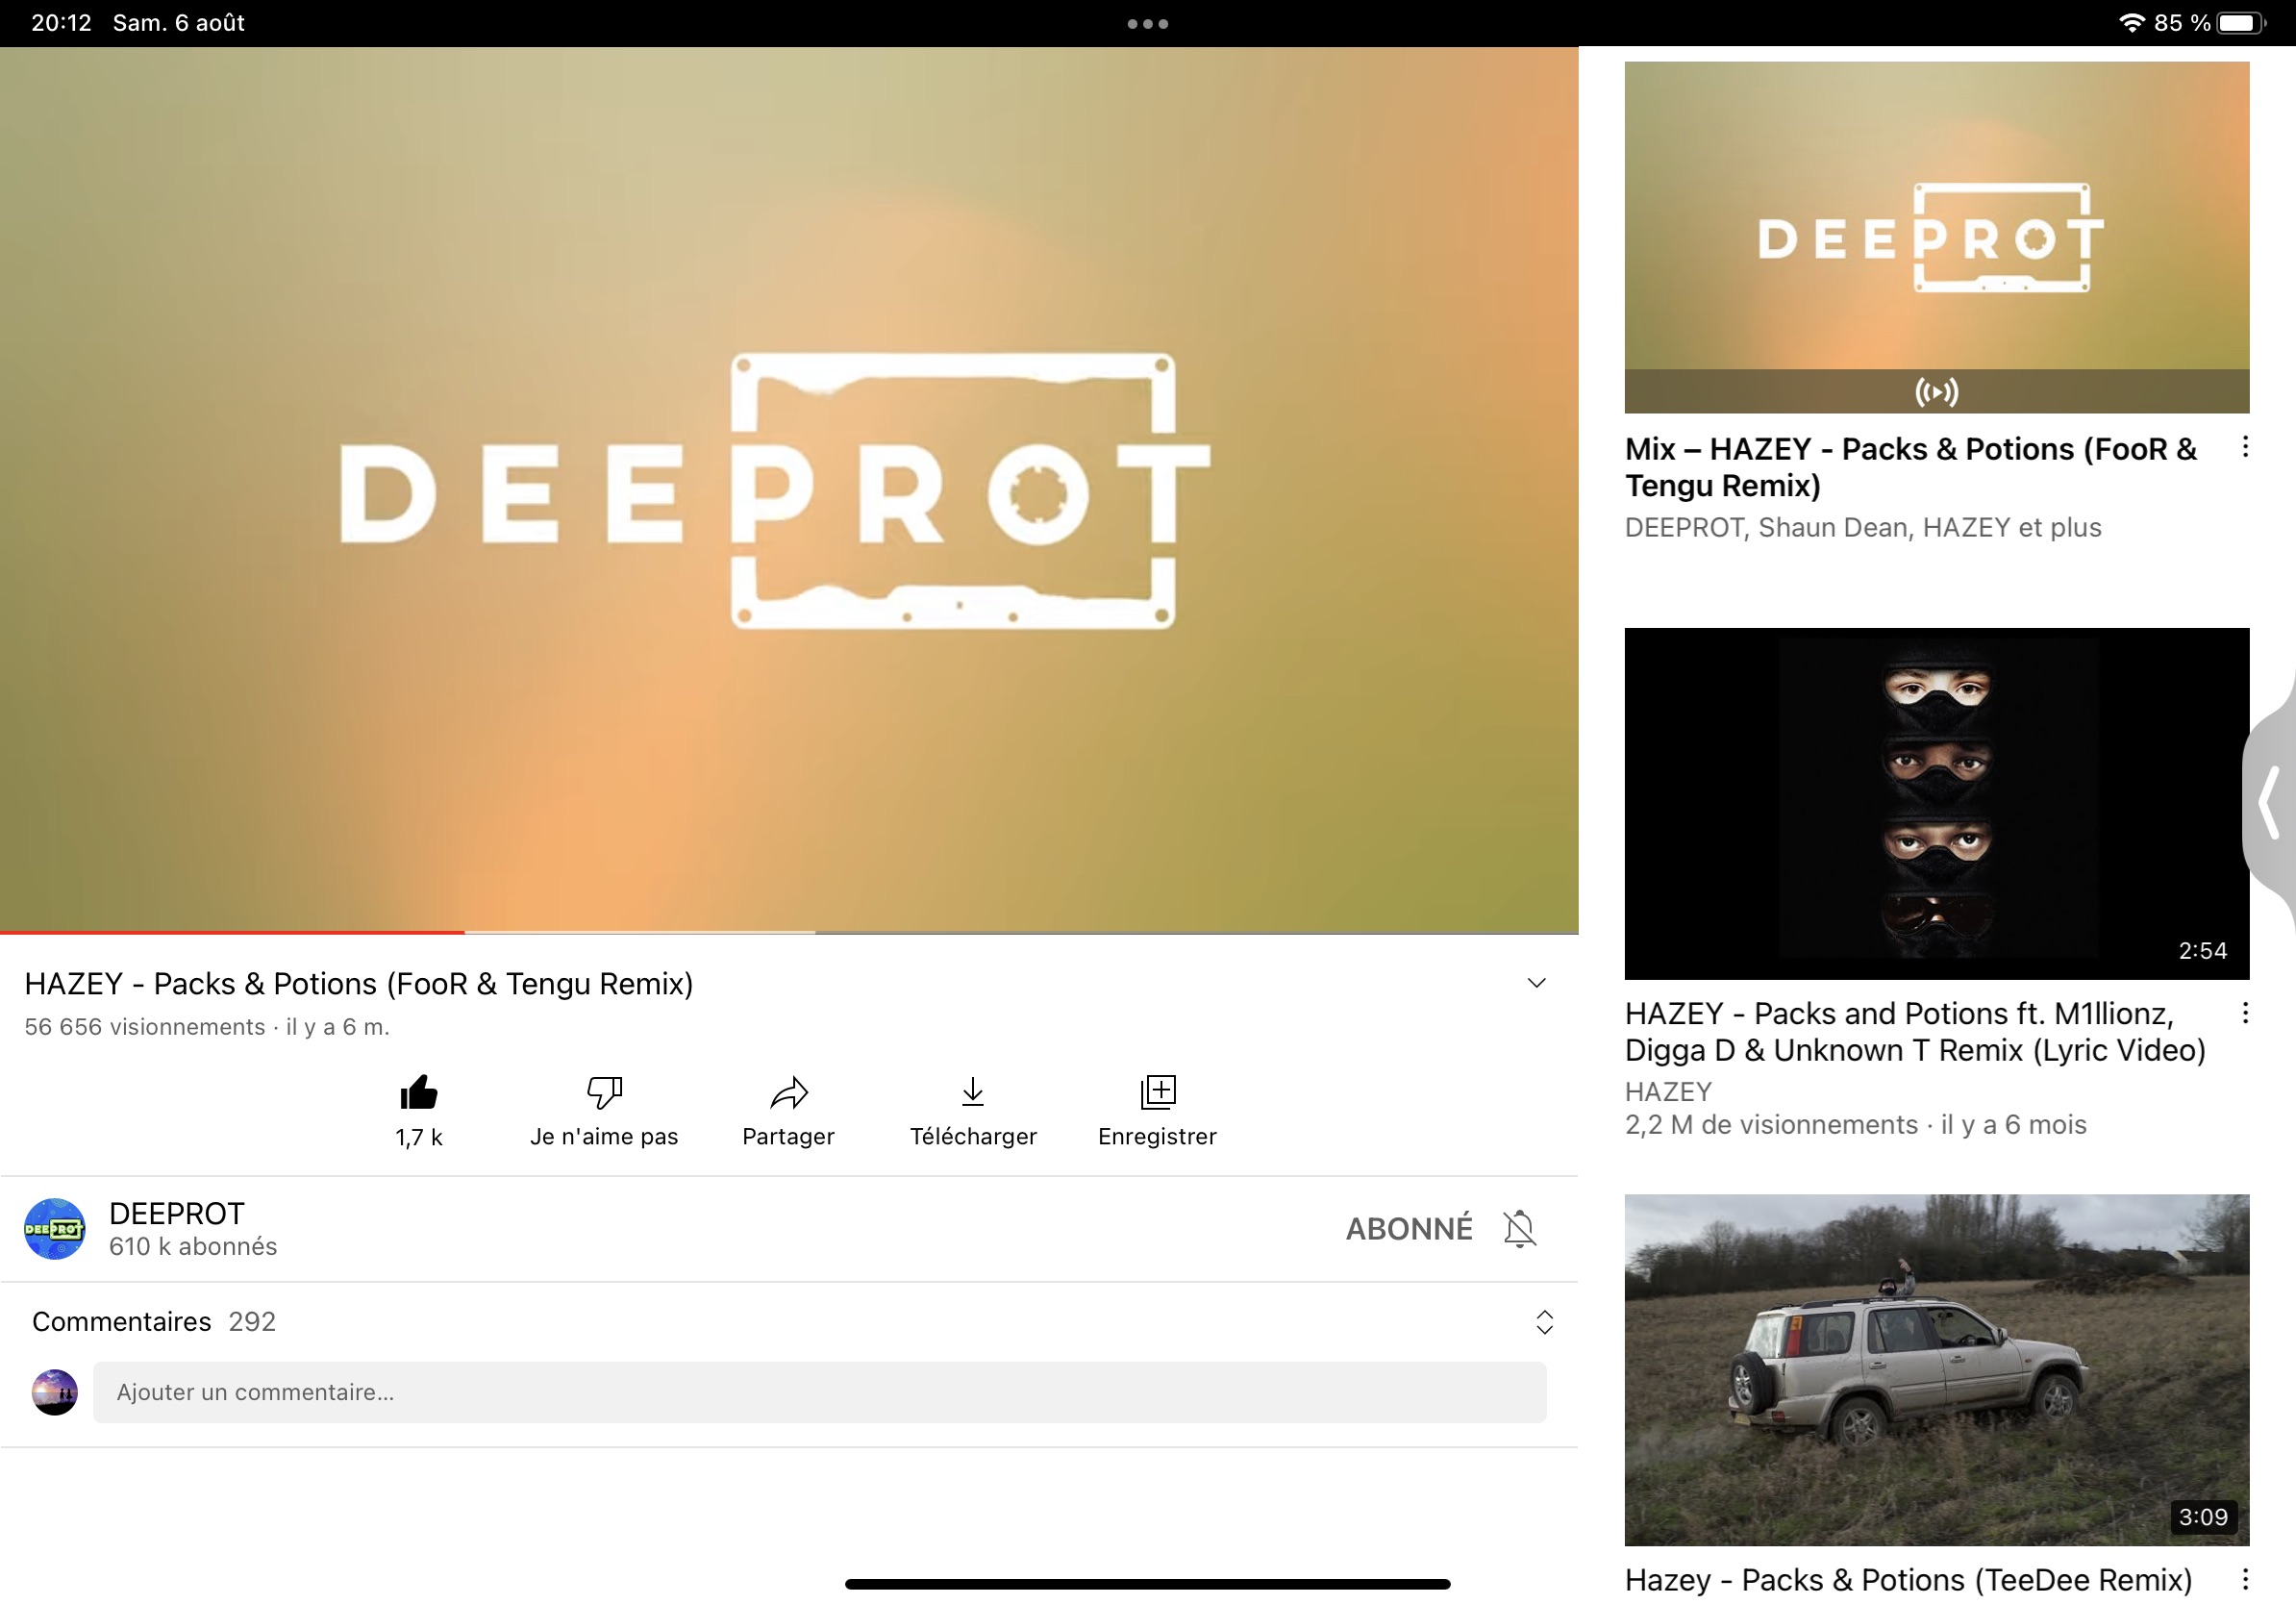 20:12 Sam. 6 août
85 %
DEEPROT
HAZEY - Packs & Potions (FooR & Tengu Remix)
56 656 visionnements · il y a 6 m.
1,7 k
Je n'aime pas
Partager
Télécharger
Enregistrer
DEEPROT
DEEPROT
610 k abonnés
ABONNÉ
Commentaires 292
Ajouter un commentaire...
DEEPROT
Mix – HAZEY - Packs & Potions (FooR &
Tengu Remix)
DEEPROT, Shaun Dean, HAZEY et plus
2:54
HAZEY - Packs and Potions ft. M1llionz,
Digga D & Unknown T Remix (Lyric Video)
HAZEY
2,2 M de visionnements · il y a 6 mois
3:09
Hazey - Packs & Potions (TeeDee Remix)